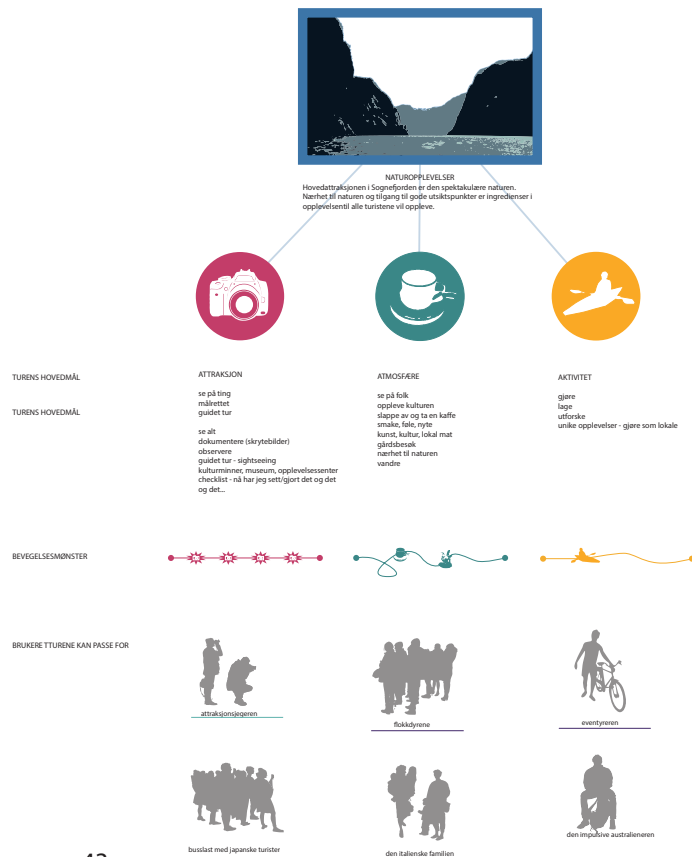 NATUROPPLEVELSER
Hovedattraksjonen i Sognefjorden er den spektakulære naturen.
Nærhet til naturen og tilgang til gode utsiktspunkter er ingredienser i
opplevelsentil alle turistene vil oppleve.
TURENS HOVEDMÅL
TURENS HOVEDMÅL
ATTRAKSJON
se på ting
målrettet
guidet tur
se alt
dokumentere (skrytebilder)
observere
guidet tur - sightseeing
kulturminner, museum, opplevelsessenter
checklist - nå har jeg sett/gjort det og det
og det...
ATMOSFÆRE
se på folk
oppleve kulturen
slappe av og ta en kaffe
smake, føle, nyte
kunst, kultur, lokal mat
gårdsbesøk
nærhet til naturen
vandre
AKTIVITET
gjøre
lage
utforske
unike opplevelser - gjøre som lokale
BEVEGELSESMØNSTER
BRUKERE TTURENE KAN PASSE FOR
attraksjonsjegeren
flokkdyrene
eventyreren
busslast med japanske turister
den italienske familien
den impulsive australieneren